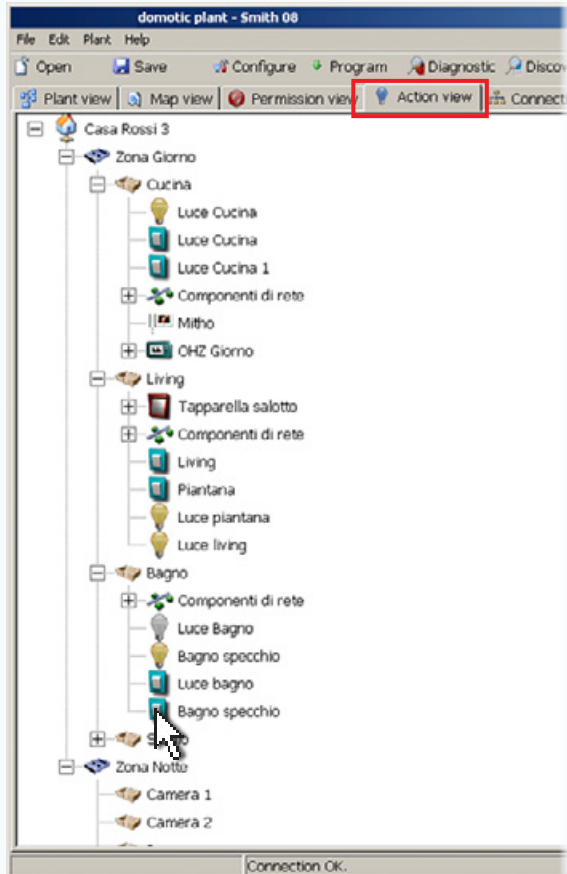 domotic plant - Smith 08
File Edit Plant Help
Open Save Configure Program Diagnostic Discov
Plant view Map view Permission view Action view Connect
Casa Rossi 3
Zona Giorno
Cucina
Luce Cucina
Luce Cucina
Luce Cucina 1
Componenti di rete
Mitho
OHZ Giorno
Living
Tapparella salotto
Componenti di rete
Living
Piantana
Luce piantana
Luce living
Bagno
Componenti di rete
Luce Bagno
Bagno specchio
Luce bagno
Bagno specchio
Zona Notte
Camera 1
Camera 2
Connection OK.